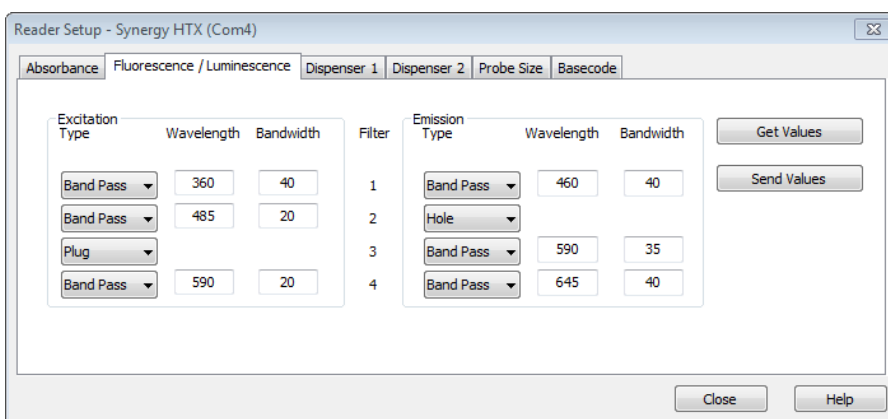 Reader Setup - Synergy HTX (Com4)
Absorbance Fluorescence / Luminescence Dispenser 1 Dispenser 2 Probe Size Basecode
Excitation Emission
Type Wavelength Bandwidth Filter Type Wavelength Bandwidth Get Values
Band Pass 360 40 1 Band Pass 460 40 Send Values
Band Pass 485 20 2 Hole
Plug 3 Band Pass 590 35
Band Pass 590 20 4 Band Pass 645 40
Close Help